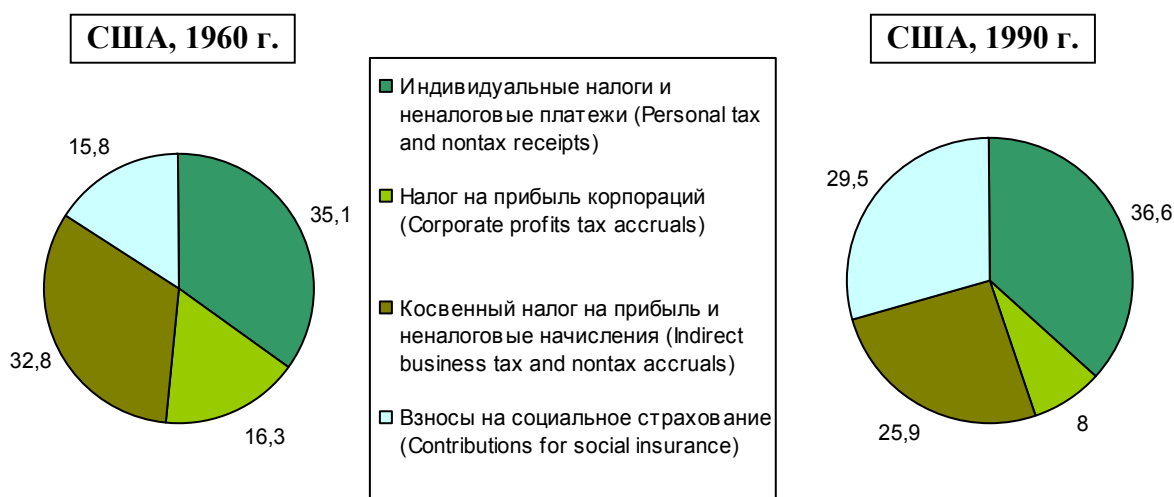 США, 1960 г.
США, 1990 г.
15,8
35,1
32,8
16,3
Индивидуальные налоги и
неналоговые платежи (Personal tax
and nontax receipts)
Налог на прибыль корпораций
(Corporate profits tax accruals)
Косвенный налог на прибыль и
неналоговые начисления (Indirect
business tax and nontax accruals)
Взносы на социальное страхование
(Contributions for social insurance)
29,5
36,6
25,9
8